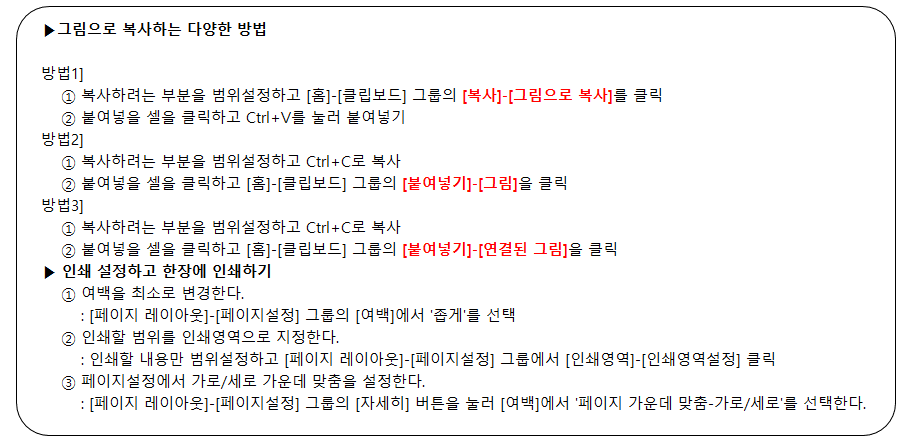 ▶그림으로 복사하는 다양한 방법
방법1]
① 복사하려는 부분을 범위설정하고 [홈]-[클립보드] 그룹의 [복사]-[그림으로 복사]를 클릭
② 붙여넣을 셀을 클릭하고 Ctrl+V를 눌러 붙여넣기
방법2]
① 복사하려는 부분을 범위설정하고 Ctrl+C로 복사
② 붙여넣을 셀을 클릭하고 [홈]-[클립보드] 그룹의 [붙여넣기]-[그림]을 클릭
방법3]
① 복사하려는 부분을 범위설정하고 Ctrl+C로 복사
② 붙여넣을 셀을 클릭하고 [홈]-[클립보드] 그룹의 [붙여넣기]-[연결된 그림]을 클릭
▶ 인쇄 설정하고 한장에 인쇄하기
① 여백을 최소로 변경한다.
: [페이지 레이아웃]-[페이지설정] 그룹의 [여백]에서 '좁게'를 선택
② 인쇄할 범위를 인쇄영역으로 지정한다.
: 인쇄할 내용만 범위설정하고 [페이지 레이아웃]-[페이지설정] 그룹에서 [인쇄영역]-[인쇄영역설정] 클릭
③ 페이지설정에서 가로/세로 가운데 맞춤을 설정한다.
: [페이지 레이아웃]-[페이지설정] 그룹의 [자세히] 버튼을 눌러 [여백]에서 '페이지 가운데 맞춤-가로/세로'를 선택한다.